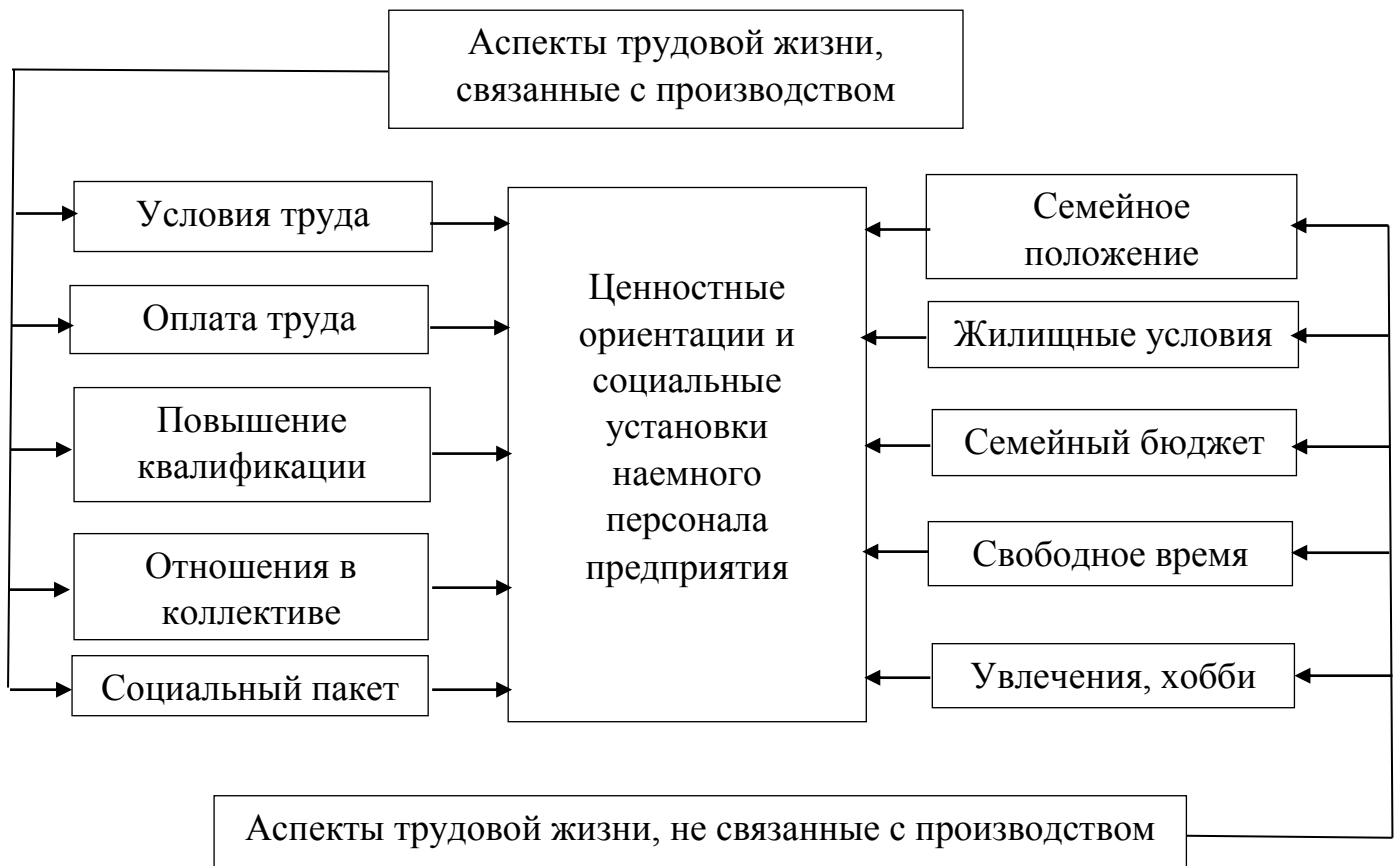 Аспекты трудовой жизни,
связанные с производством
Условия труда
Оплата труда
Повышение
квалификации
Отношения в
коллективе
Социальный пакет
Ценностные
ориентации и
социальные
установки
наемного
персонала
предприятия
Семейное
положение
Жилищные условия
Семейный бюджет
Свободное время
Увлечения, хобби
Аспекты трудовой жизни, не связанные с производством